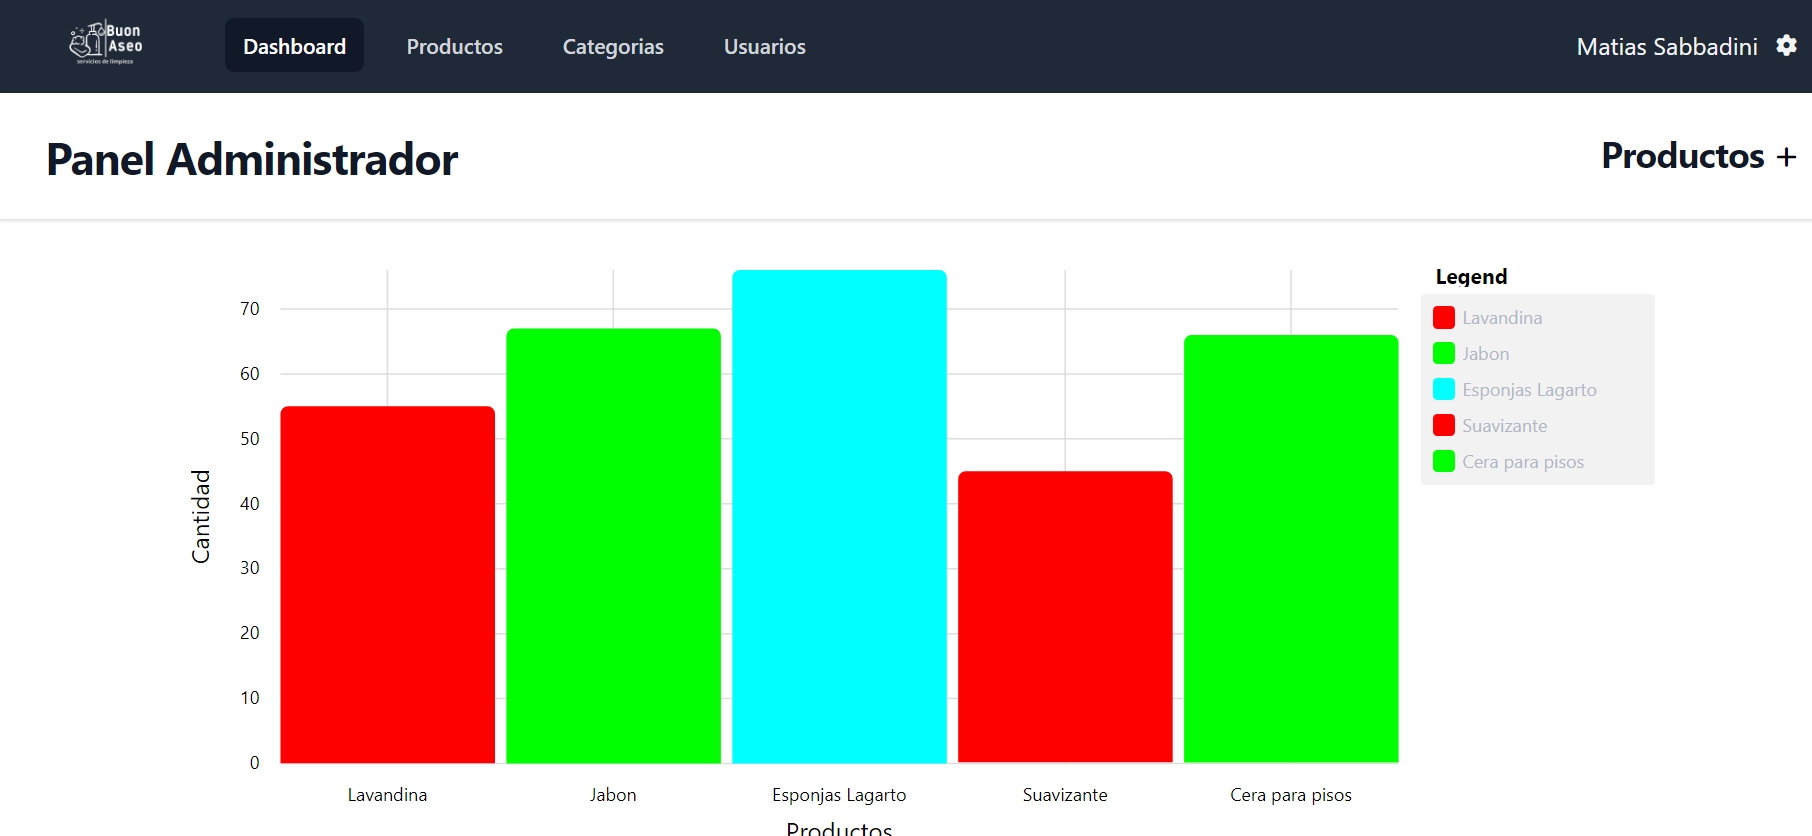 Buon
Aseo
servicios de limpieza
Dashboard Productos Categorias Usuarios
Matias Sabbadini
Panel Administrador
Productos +
Legend
Lavandina
Jabon
Esponjas Lagarto
Suavizante
Cera para pisos
Cantidad
70
60
50
40
30
20
10
0
Lavandina Jabon Esponjas Lagarto Suavizante Cera para pisos
Productos